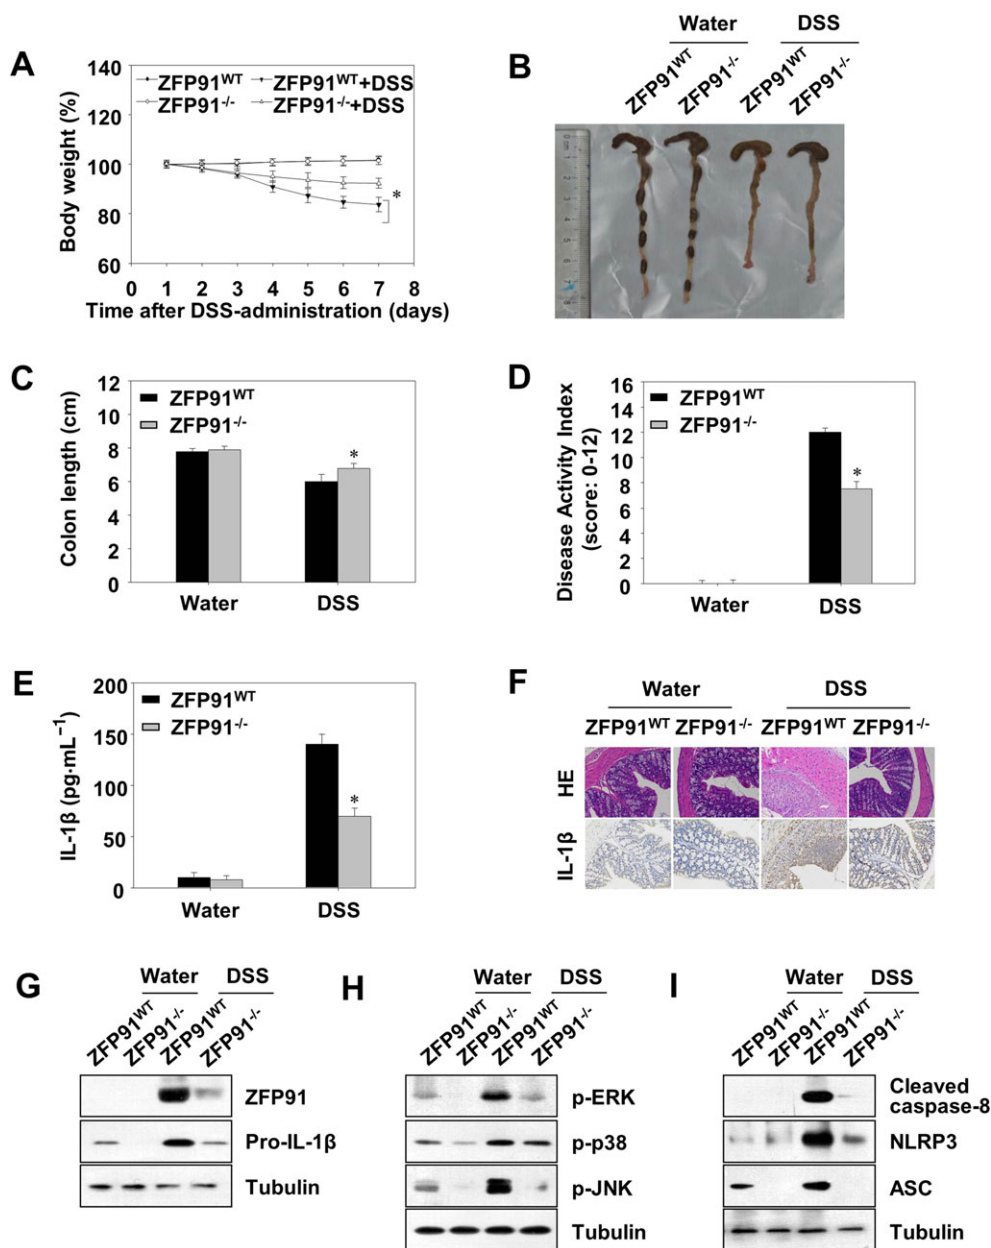 A
Body weight (%)
140
120
100
80
60
ZFP91WT
ZFP91-/-
ZFP91WT+DSS
ZFP91-/-+DSS
*
0 1 2 3 4 5 6 7 8
Time after DSS-administration (days)
B
Water DSS
ZFP91WT ZFP91-/- ZFP91WT ZFP91-/-
C
Colon length (cm)
12
10
8
6
4
2
0
ZFP91WT
ZFP91-/-
*
Water DSS
D
Disease Activity Index
(score: 0-12)
16
14
12
10
8
6
4
2
0
ZFP91WT
ZFP91-/-
*
Water DSS
E
IL-1β (pg·mL−1)
200
150
100
50
0
ZFP91WT
ZFP91-/-
*
Water DSS
F
Water DSS
ZFP91WT ZFP91-/- ZFP91WT ZFP91-/-
HE
IL-1β
G
Water DSS
ZFP91WT ZFP91-/- ZFP91WT ZFP91-/-
ZFP91
Pro-IL-1β
Tubulin
H
Water DSS
ZFP91WT ZFP91-/- ZFP91WT ZFP91-/-
p-ERK
p-p38
p-JNK
Tubulin
I
Water DSS
ZFP91WT ZFP91-/- ZFP91WT ZFP91-/-
Cleaved
caspase-8
NLRP3
ASC
Tubulin